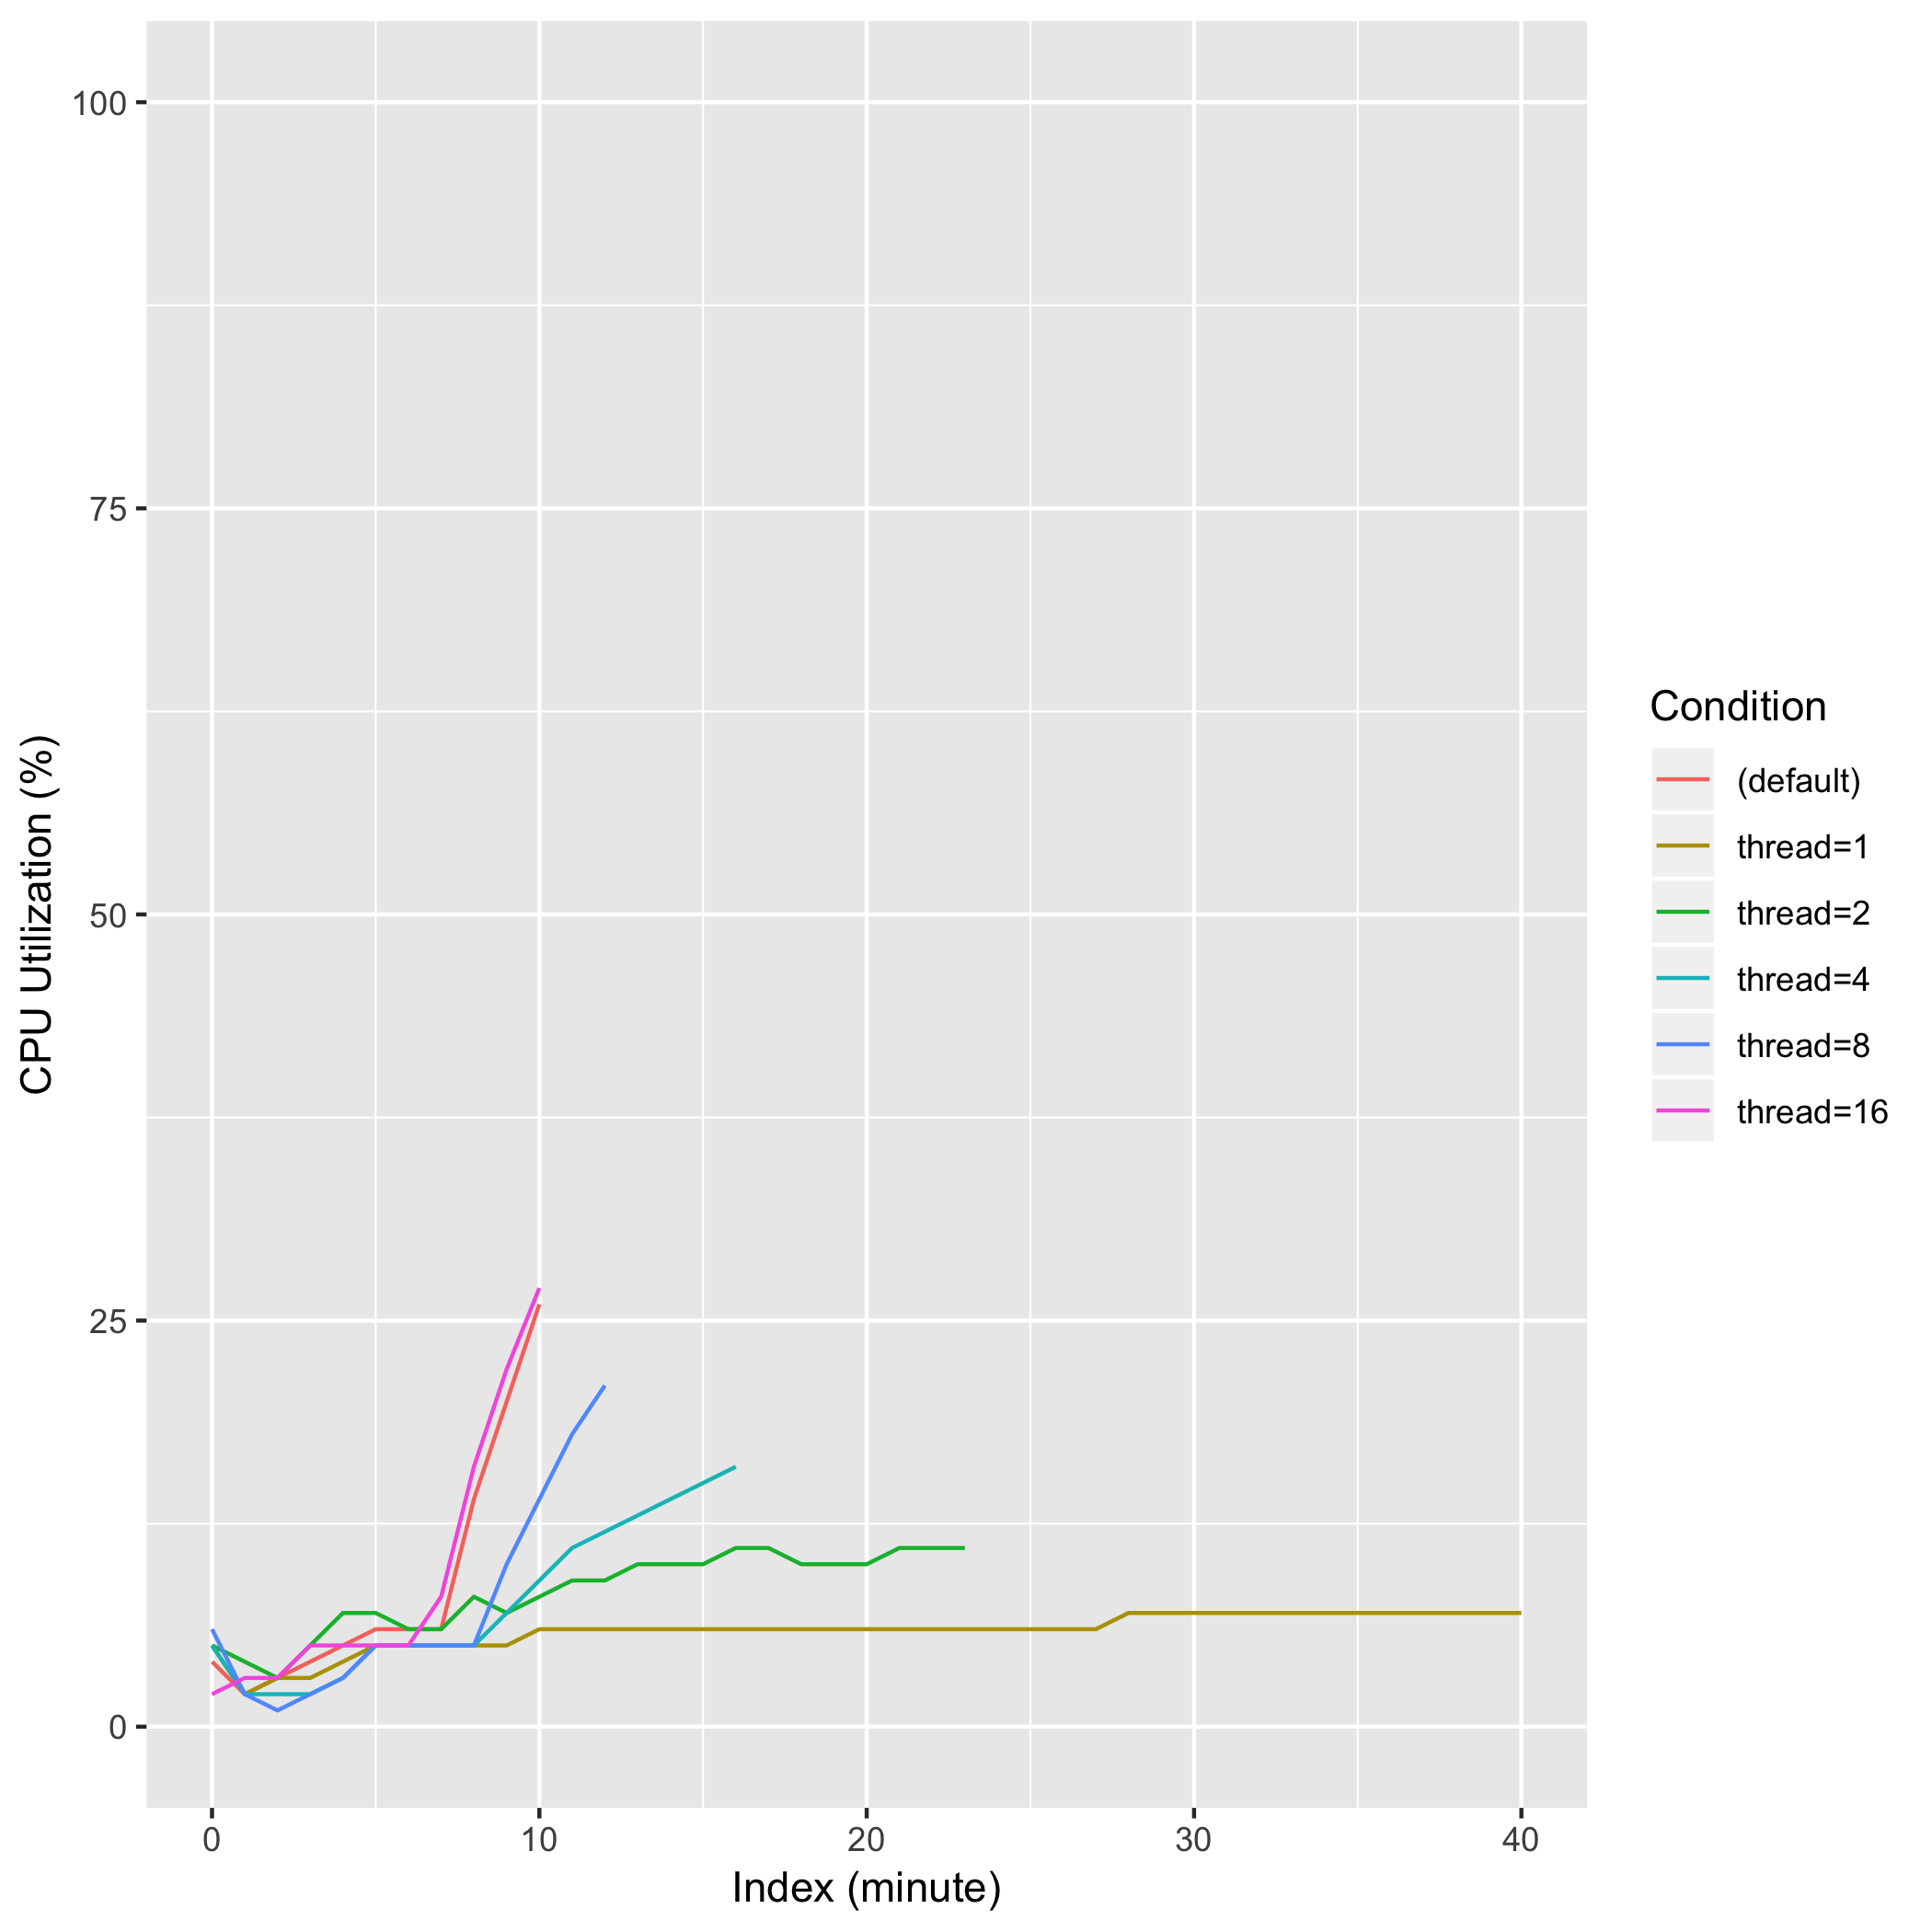 CPU Utilization (%)
100
75
50
25
0
0 10 20 30 40
Index (minute)
Condition
(default)
thread=1
thread=2
thread=4
thread=8
thread=16